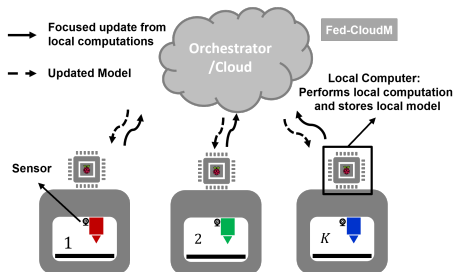 Focused update from
local computations
Updated Model
Orchestrator
/Cloud
Fed-CloudM
Local Computer:
Performs local computation
and stores local model
Sensor
1
2
K